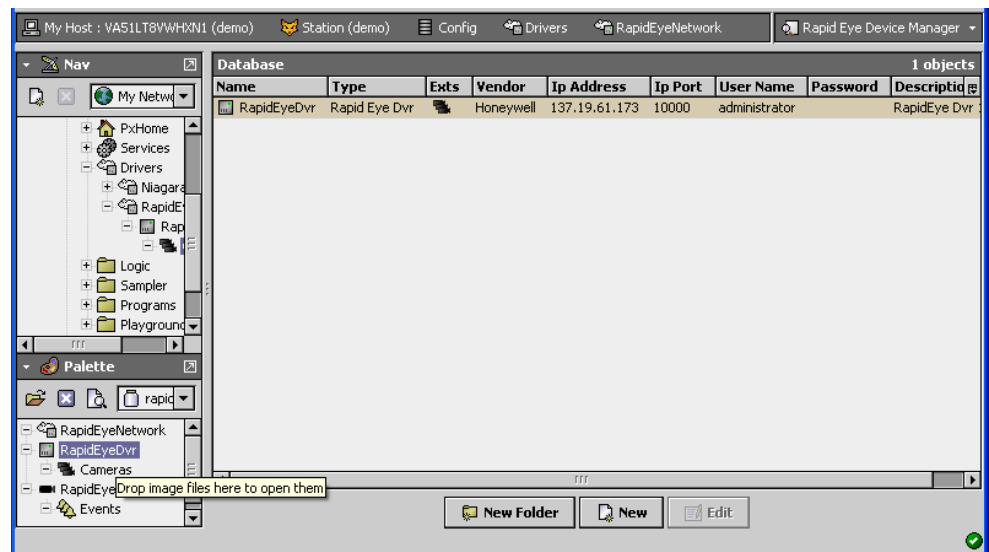 My Host : VA51LT8VWHXN1 (demo) Station (demo) Config Drivers RapidEyeNetwork Rapid Eye Device Manager
Nav
My Netw
PxHome
Services
Drivers
Niagara
RapidE
Rap
Logic
Sampler
Programs
Playground
Palette
rapid
RapidEyeNetwork
RapidEyeDvr
Cameras
RapidEye
Drop image files here to open them
Events
Database 1 objects
Name Type Exts Vendor Ip Address Ip Port User Name Password Descriptio
RapidEyeDvr Rapid Eye Dvr Honeywell 137.19.61.173 10000 administrator RapidEye Dvr
New Folder New Edit